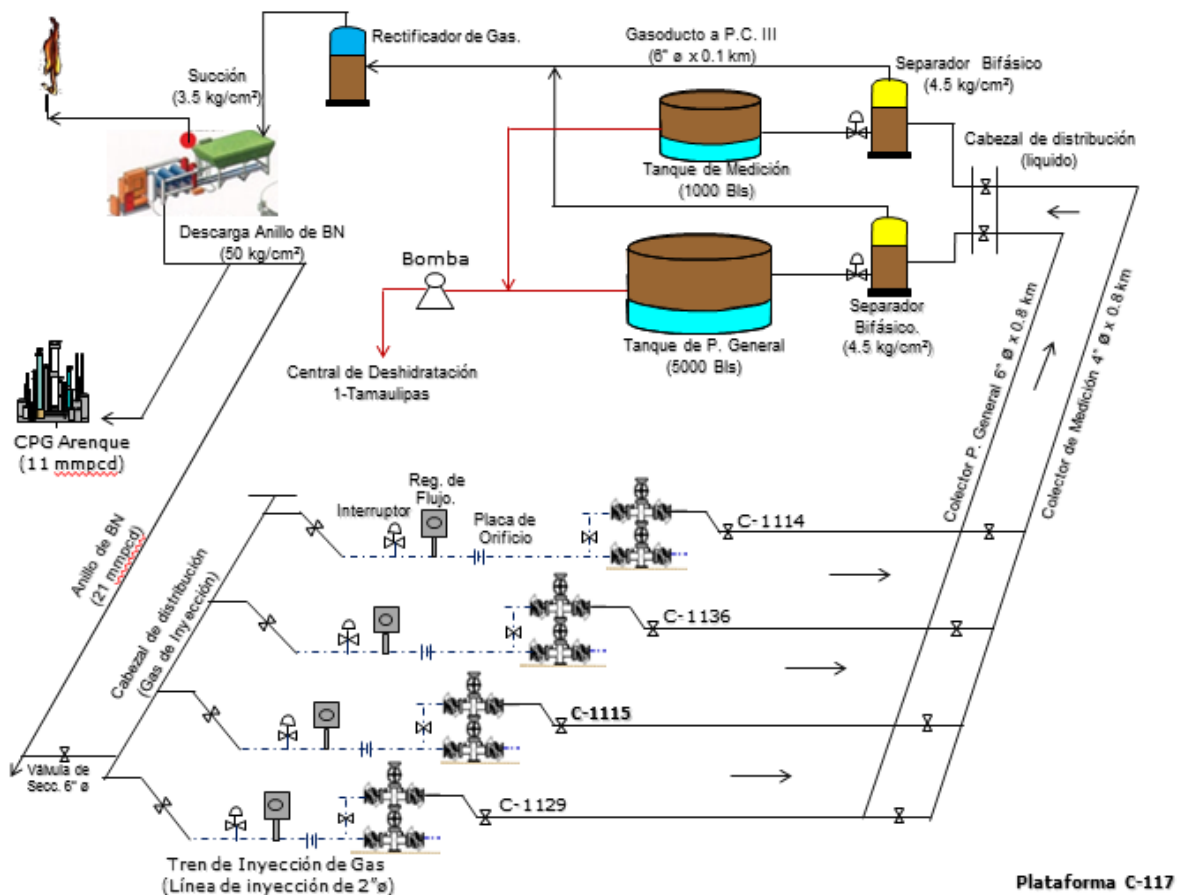 Rectificador de Gas.
Gasoducto a P.C. III
(6" ø x 0.1 km)
Separador Bifásico
(4.5 kg/cm²)
Succión
(3.5 kg/cm²)
Cabezal de distribución
(liquido)
Tanque de Medición
(1000 Bls)
Descarga Anillo de BN
(50 kg/cm²)
Bomba
Separador
Bifásico.
(4.5 kg/cm²)
Tanque de P. General
(5000 Bls)
Central de Deshidratación
1-Tamaulipas
CPG Arenque
(11 mmpcd)
Colector P. General 6" Ø x 0.8 km
Colector de Medición 4" Ø x 0.8 km
Anillo de BN
(21 mmpcd)
Cabezal de distribución
(Gas de Inyección)
Interruptor
Reg. de
Flujo.
Placa de
Orificio
C-1114
C-1136
C-1115
C-1129
Válvula de
Secc. 6" ø
Tren de Inyección de Gas
(Línea de inyección de 2"ø)
Plataforma C-117